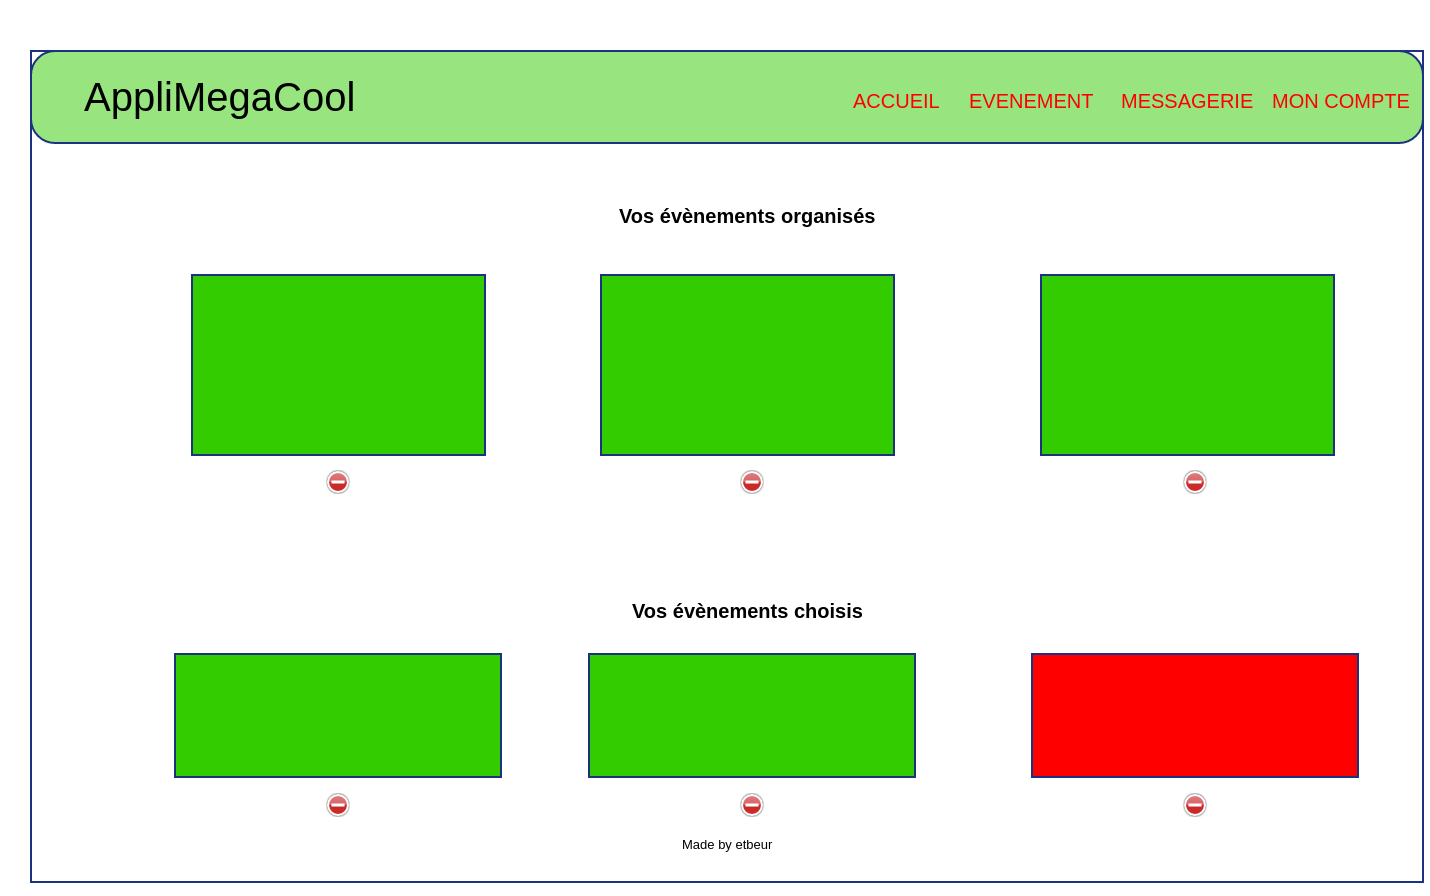 AppliMegaCool
ACCUEIL EVENEMENT MESSAGERIE MON COMPTE
Vos évènements organisés
Vos évènements choisis
Made by etbeur